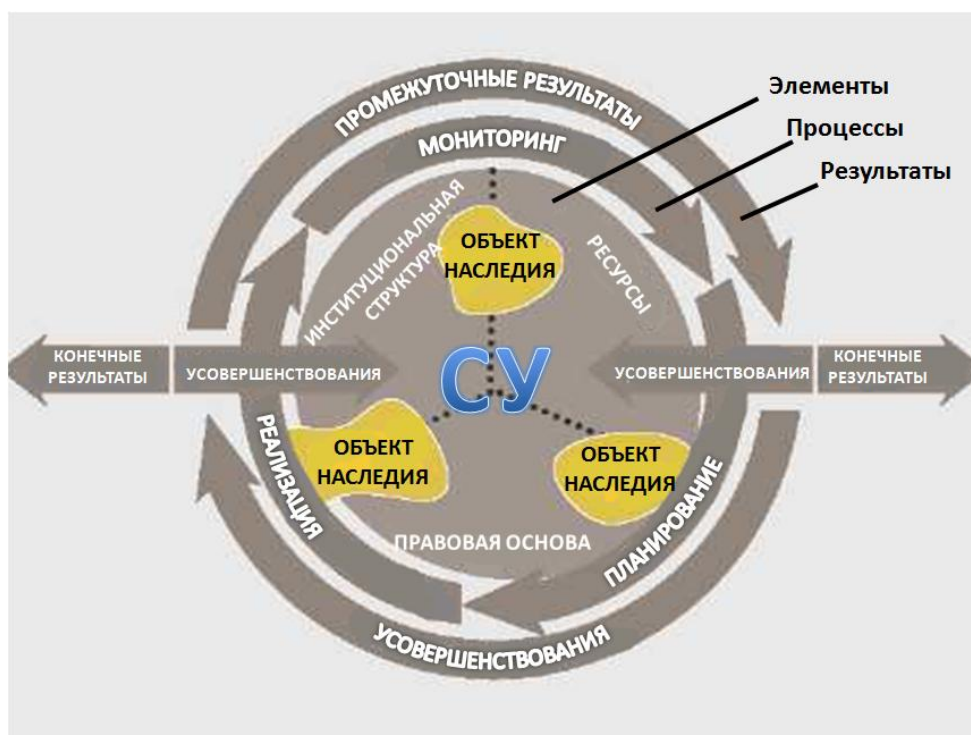 Элементы
Процессы
Результаты
ПРОМЕЖУТОЧНЫЕ РЕЗУЛЬТАТЫ
МОНИТОРИНГ
ИНСТИТУЦИОНАЛЬНАЯ
СТРУКТУРА
РЕСУРСЫ
ОБЪЕКТ
НАСЛЕДИЯ
КОНЕЧНЫЕ
РЕЗУЛЬТАТЫ
УСОВЕРШЕНСТВОВАНИЯ
СУ
УСОВЕРШЕНСТВОВАНИЯ
КОНЕЧНЫЕ
РЕЗУЛЬТАТЫ
РЕАЛИЗАЦИЯ
ОБЪЕКТ
НАСЛЕДИЯ
ОБЪЕКТ
НАСЛЕДИЯ
ПЛАНИРОВАНИЕ
ПРАВОВАЯ ОСНОВА
УСОВЕРШЕНСТВОВАНИЯ